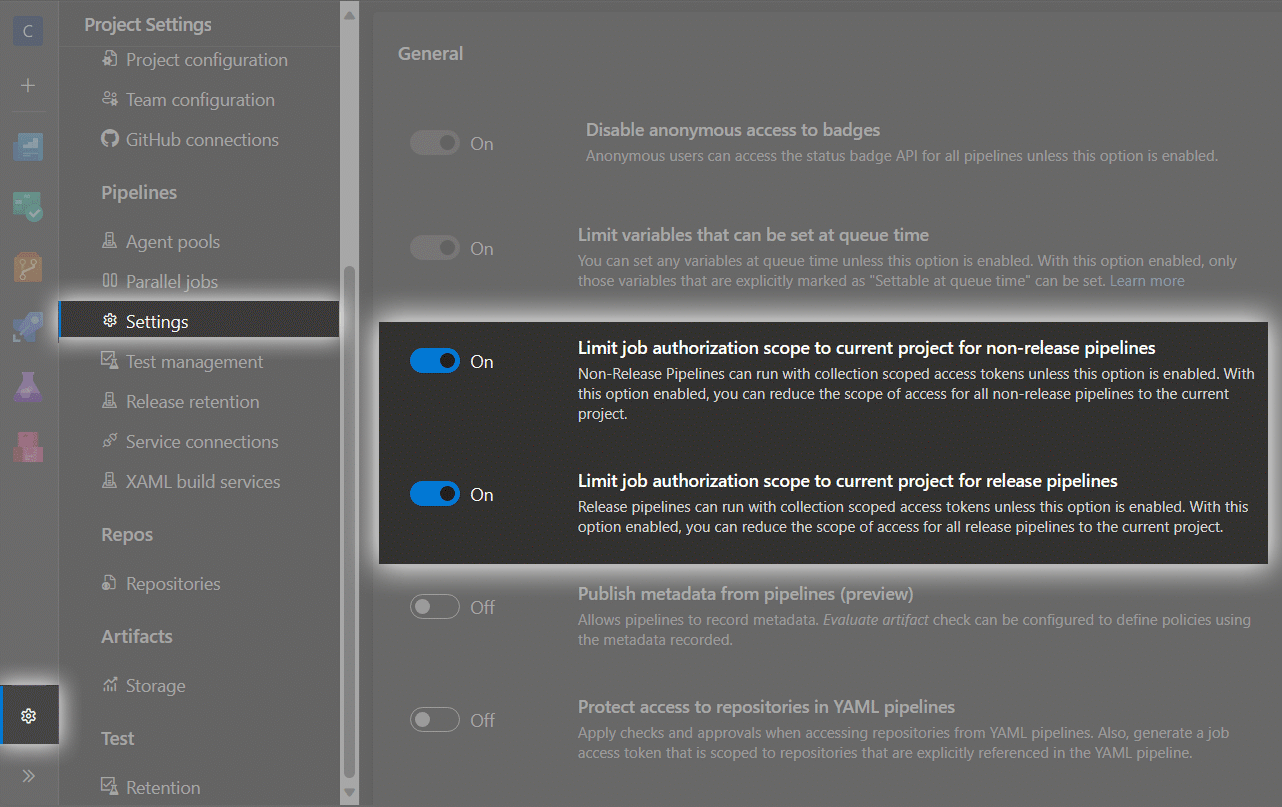 C
Project Settings
Project configuration
Team configuration
GitHub connections
Pipelines
Agent pools
Parallel jobs
Settings
Test management
Release retention
Service connections
XAML build services
Repos
Repositories
Artifacts
Storage
Test
Retention
General
On
Disable anonymous access to badges
Anonymous users can access the status badge API for all pipelines unless this option is enabled.
On
Limit variables that can be set at queue time
You can set any variables at queue time unless this option is enabled. With this option enabled, only
those variables that are explicitly marked as "Settable at queue time" can be set. Learn more
On
Limit job authorization scope to current project for non-release pipelines
Non-Release Pipelines can run with collection scoped access tokens unless this option is enabled. With
this option enabled, you can reduce the scope of access for all non-release pipelines to the current
project.
On
Limit job authorization scope to current project for release pipelines
Release pipelines can run with collection scoped access tokens unless this option is enabled. With this
option enabled, you can reduce the scope of access for all release pipelines to the current project.
Off
Publish metadata from pipelines (preview)
Allows pipelines to record metadata. Evaluate artifact check can be configured to define policies using
the metadata recorded.
Off
Protect access to repositories in YAML pipelines
Apply checks and approvals when accessing repositories from YAML pipelines. Also, generate a job
access token that is scoped to repositories that are explicitly referenced in the YAML pipeline.